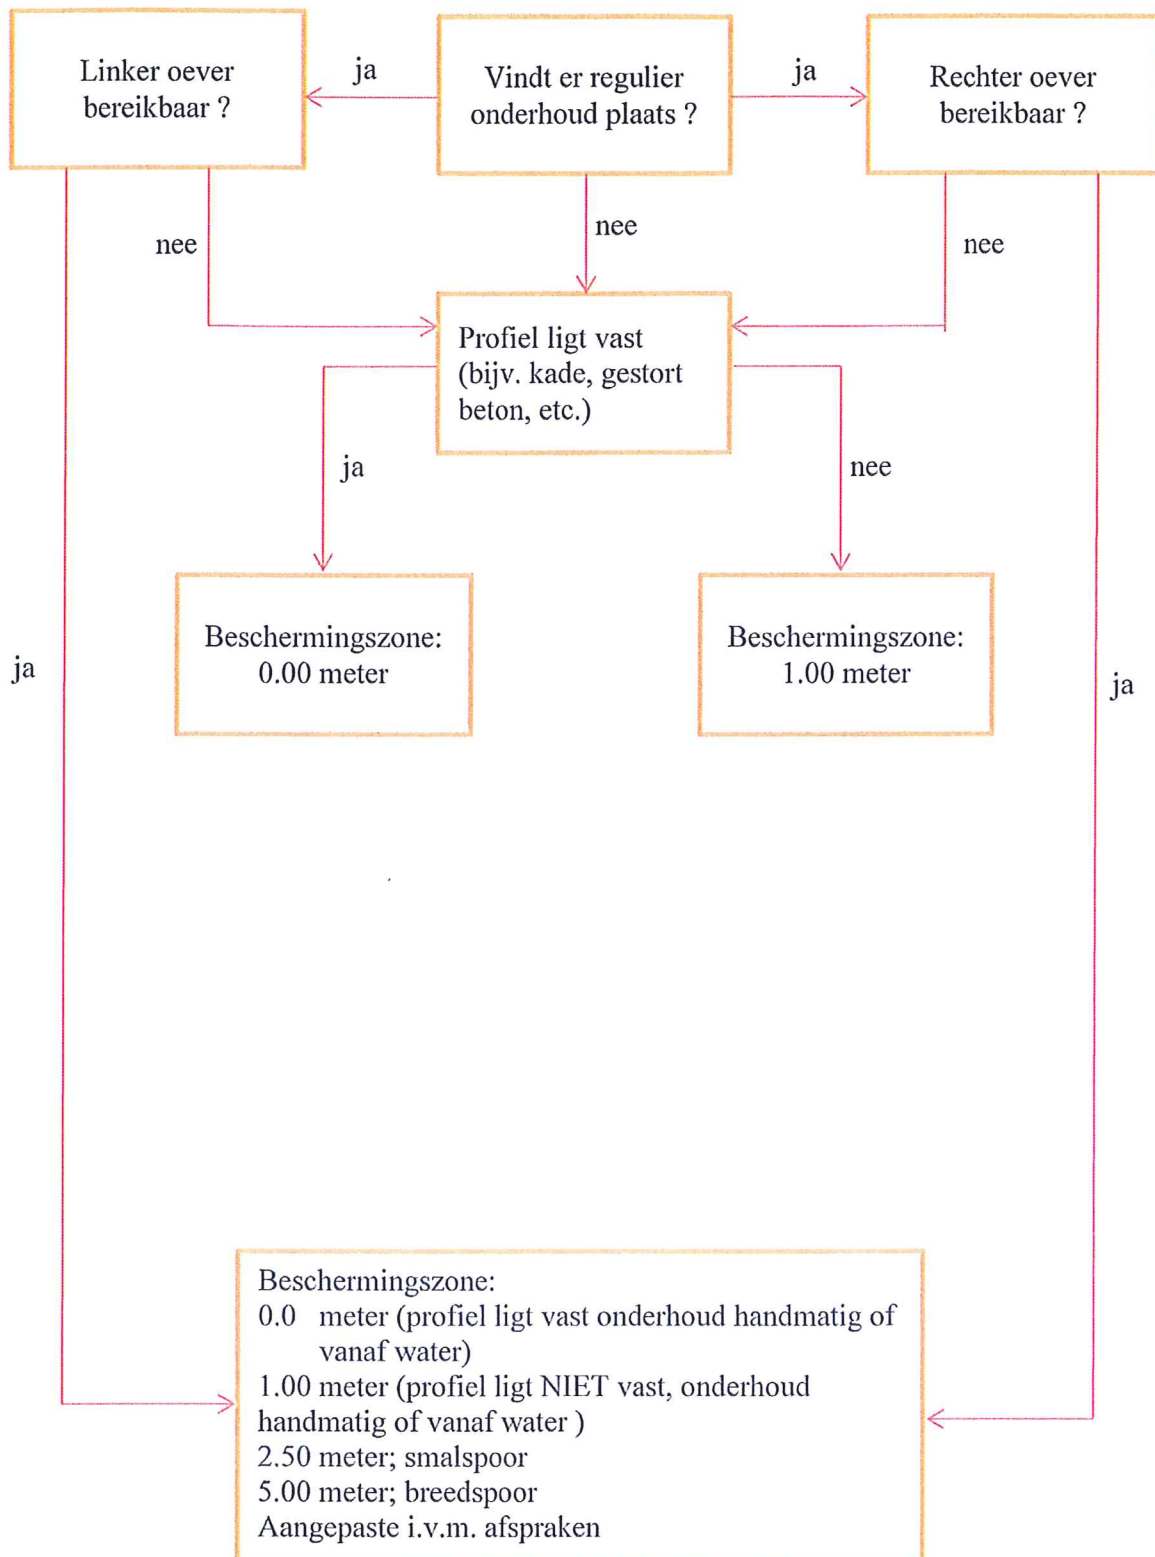 Linker oever
bereikbaar ?
ja
Vindt er regulier
onderhoud plaats ?
ja
Rechter oever
bereikbaar ?
nee
nee
nee
Profiel ligt vast
(bijv. kade, gestort
beton, etc.)
ja
nee
Beschermingszone:
0.00 meter
Beschermingszone:
1.00 meter
ja
ja
Beschermingszone:
0.0 meter (profiel ligt vast onderhoud handmatig of
vanaf water)
1.00 meter (profiel ligt NIET vast, onderhoud
handmatig of vanaf water )
2.50 meter; smalspoor
5.00 meter; breedspoor
Aangepaste i.v.m. afspraken